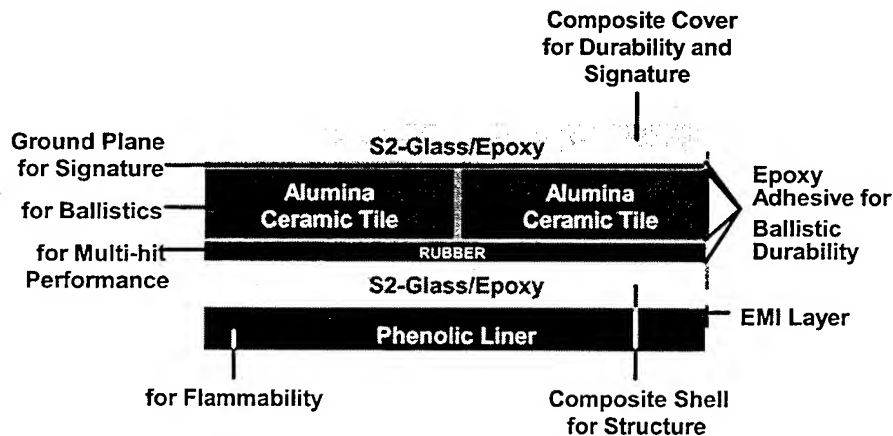 Composite Cover
for Durability and
Signature
S2-Glass/Epoxy
Ground Plane
for Signature
Alumina
Ceramic Tile
Alumina
Ceramic Tile
Epoxy
Adhesive for
Ballistic
Durability
for Ballistics
for Multi-hit
Performance
RUBBER
S2-Glass/Epoxy
EMI Layer
Phenolic Liner
for Flammability
Composite Shell
for Structure